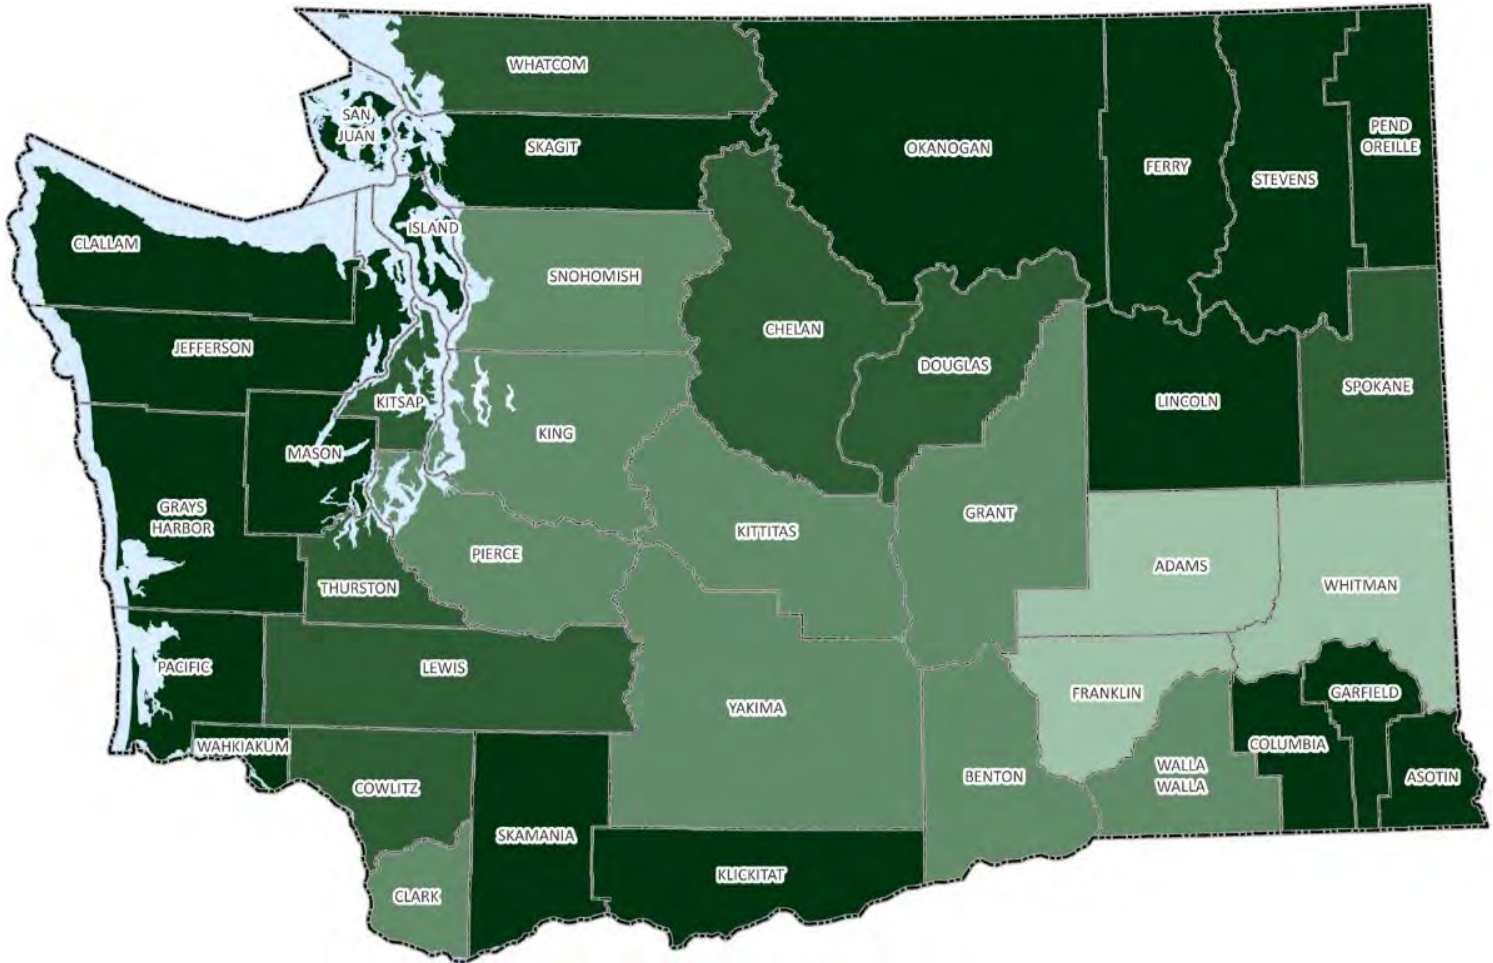 WHATCOM
SAN
JUAN
SKAGIT
OKANOGAN
FERRY
STEVENS
PEND
OREILLE
CLALLAM
ISLAND
SNOHOMISH
JEFFERSON
CHELAN
DOUGLAS
KITSAP
LINCOLN
SPOKANE
MASON
KING
GRAYS
HARBOR
PIERCE
KITTITAS
GRANT
ADAMS
WHITMAN
THURSTON
PACIFIC
LEWIS
YAKIMA
FRANKLIN
GARFIELD
WAHKIAKUM
COWLITZ
BENTON
WALLA
WALLA
COLUMBIA
ASOTIN
SKAMANIA
KLICKITAT
CLARK